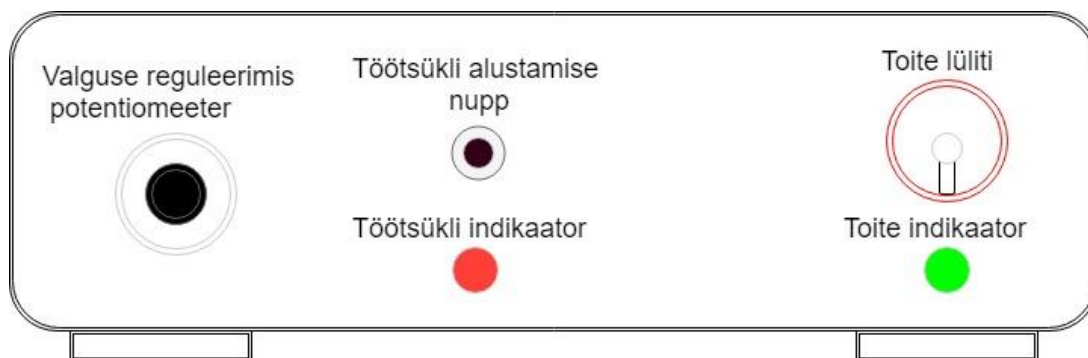 Valguse reguleerimis
potentiomeeter
Töötsükli alustamise
nupp
Toite lüliti
Töötsükli indikaator
Toite indikaator